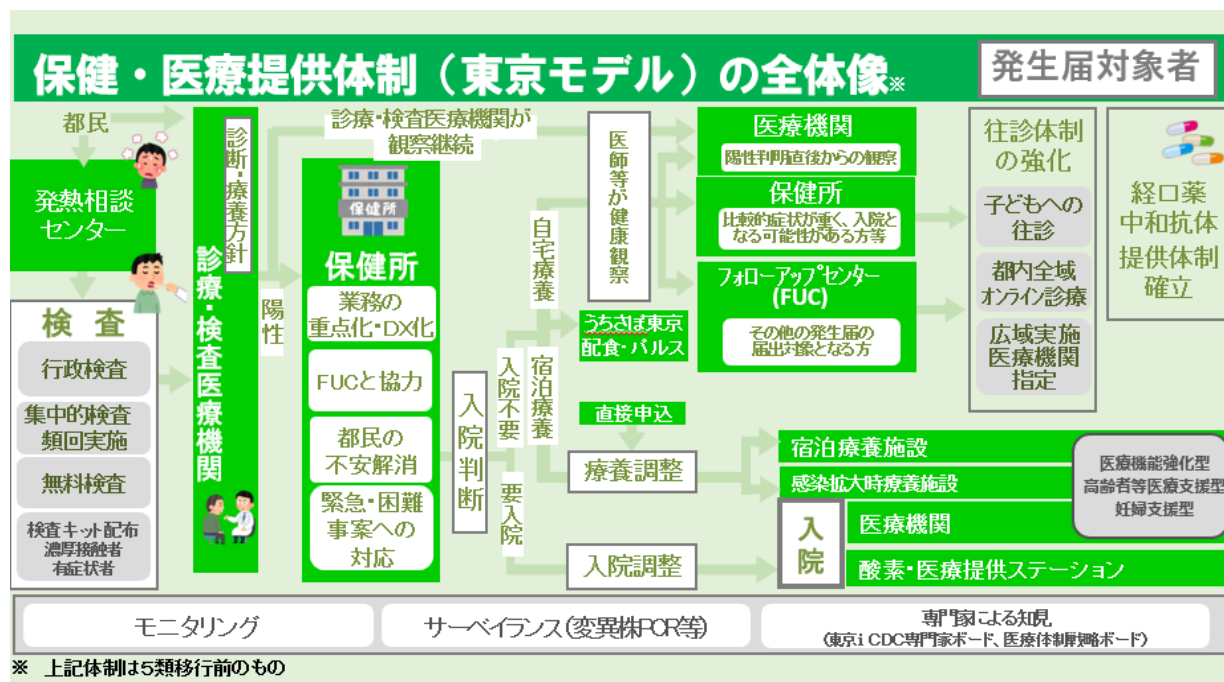 保健・医療提供体制（東京モデル）の全体像※
発生届対象者
都民
発熱相談
センター
検査
行政検査
集中的検査
頻回実施
無料検査
検査キット配布
濃厚接触者
有症状者
診療・検査医療機関
診断・療養方針
陽性
診療・検査医療機関が
観察継続
保健所
保健所
業務の
重点化・DX化
FUCと協力
都民の
不安解消
緊急・困難
事案への
対応
入院判断
入院不要
要入院
自宅療養
宿泊療養
医師等が健康観察
うちさぽ東京
配食・パルス
直接申込
療養調整
入院調整
医療機関
陽性判明直後からの観察
保健所
比較的症状が重く、入院と
なる可能性がある方等
フォローアップセンター
(FUC)
その他の発生届の
届出対象となる方
往診体制
の強化
子どもへの
往診
都内全域
オンライン診療
広域実施
医療機関
指定
経口薬
中和抗体
提供体制
確立
宿泊療養施設
感染拡大時療養施設
医療機能強化型
高齢者等医療支援型
妊婦支援型
入院
医療機関
酸素・医療提供ステーション
モニタリング
サーベイランス(変異株PCR等)
専門家による知見
(東京iCDC専門家ボード、医療体制戦略ボード)
※　上記体制は5類移行前のもの